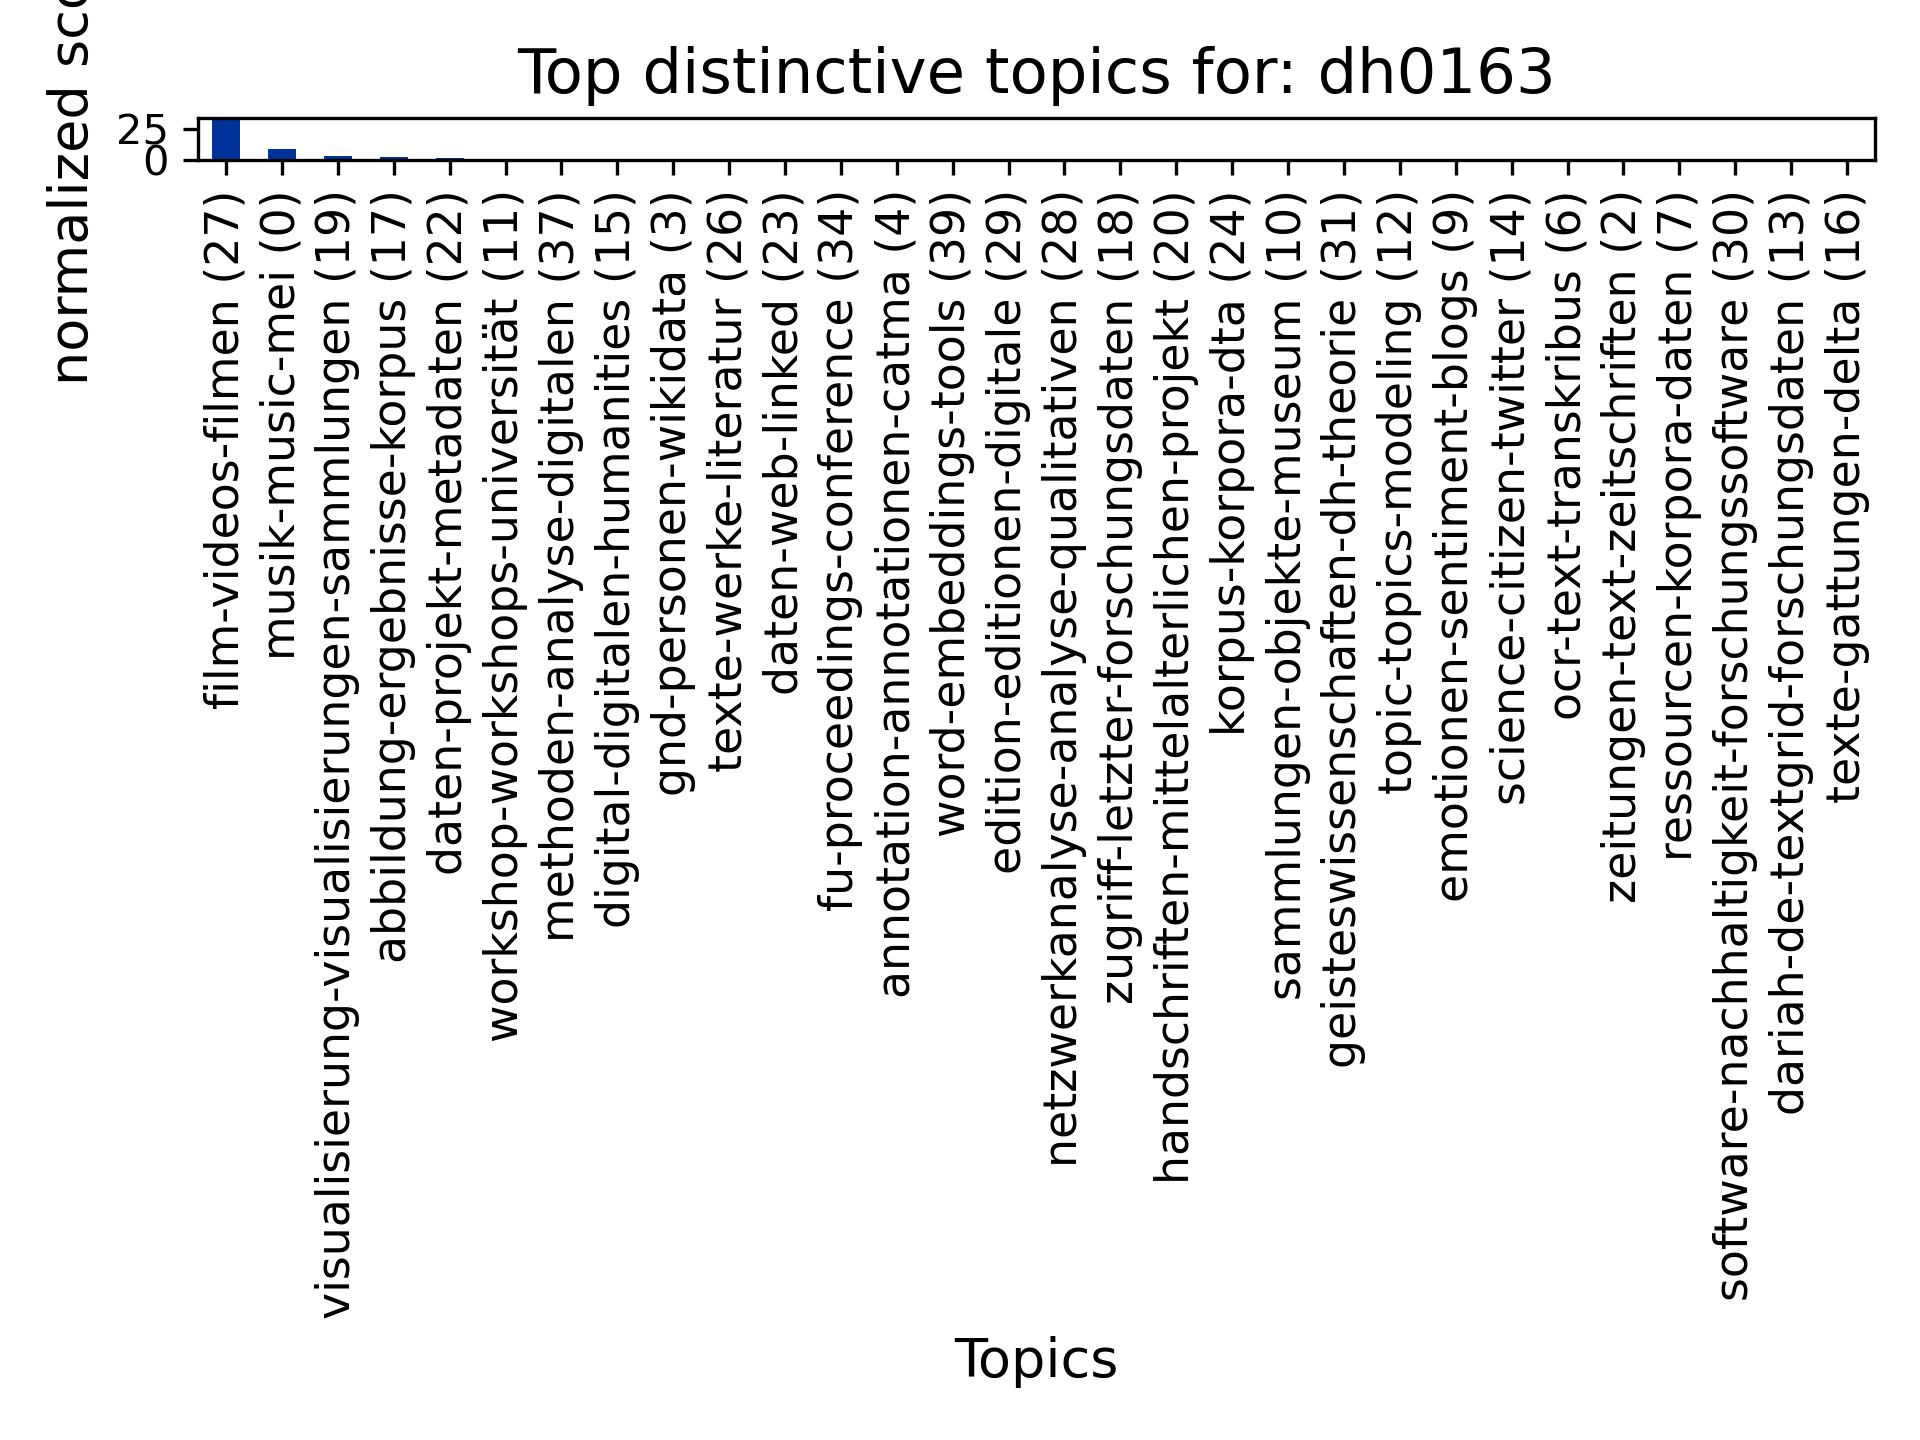 Top distinctive topics for: dh0163
normalized
25
0
film-videos-filmen (27)
musik-music-mei (0)
visualisierung-visualisierungen-sammlungen (19)
abbildung-ergebnisse-korpus (17)
daten-projekt-metadaten (22)
workshop-workshops-universität (11)
methoden-analyse-digitalen (37)
digital-digitalen-humanities (15)
gnd-personen-wikidata (3)
texte-werke-literatur (26)
daten-web-linked (23)
fu-proceedings-conference (34)
annotation-annotationen-catma (4)
word-embeddings-tools (39)
edition-editionen-digitale (29)
netzwerkanalyse-analyse-qualitativen (28)
zugriff-letzter-forschungsdaten (18)
handschriften-mittelalterlichen-projekt (20)
korpus-korpora-dta (24)
sammlungen-objekte-museum (10)
geisteswissenschaften-dh-theorie (31)
topic-topics-modeling (12)
emotionen-sentiment-blogs (9)
science-citizen-twitter (14)
ocr-text-transkribus (6)
zeitungen-text-zeitschriften (2)
ressourcen-korpora-daten (7)
software-nachhaltigkeit-forschungssoftware (30)
dariah-de-textgrid-forschungsdaten (13)
texte-gattungen-delta (16)
Topics